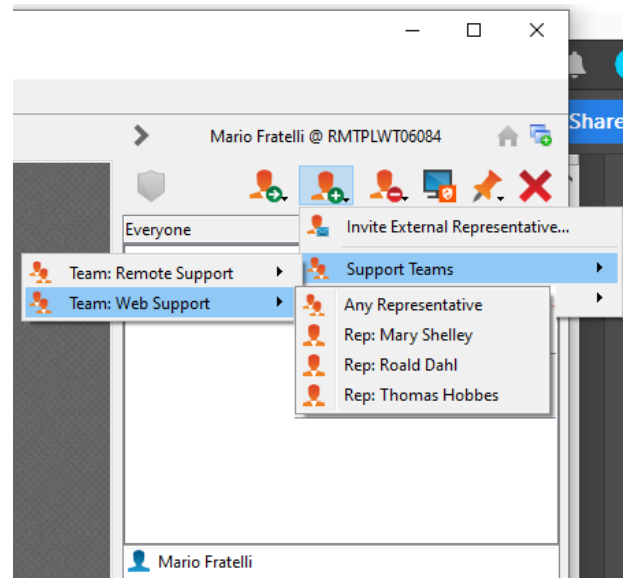 Share
Mario Fratelli @ RMTPLWT06084
Everyone
Invite External Representative...
Team: Remote Support
Support Teams
Team: Web Support
Any Representative
Rep: Mary Shelley
Rep: Roald Dahl
Rep: Thomas Hobbes
Mario Fratelli